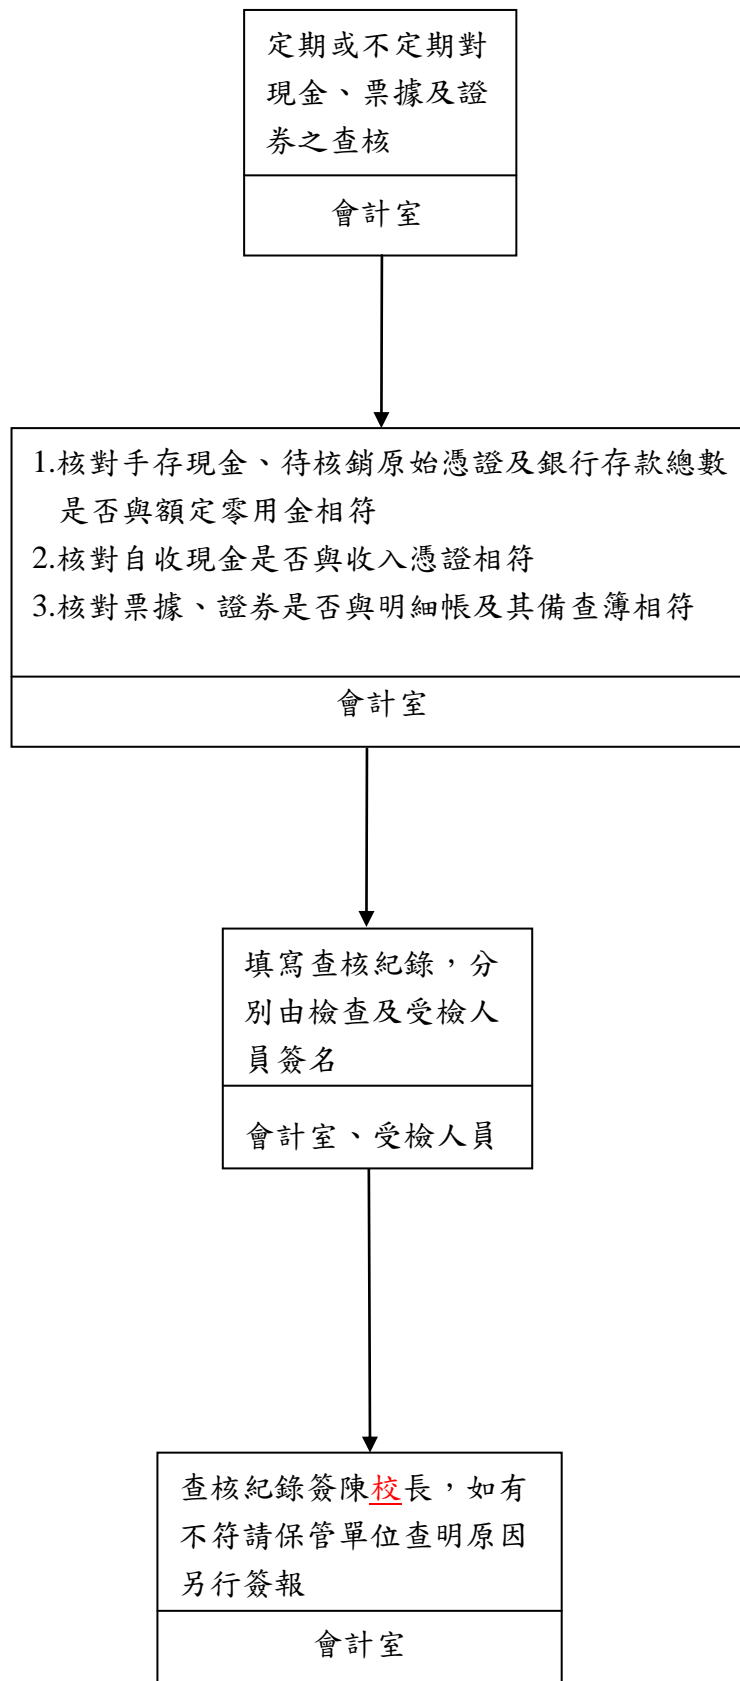 定期或不定期對
現金、票據及證
券之查核
會計室
1.核對手存現金、待核銷原始憑證及銀行存款總數
是否與額定零用金相符
2.核對自收現金是否與收入憑證相符
3.核對票據、證券是否與明細帳及其備查簿相符
會計室
填寫查核紀錄，分
別由檢查及受檢人
員簽名
會計室、受檢人員
查核紀錄簽陳校長，如有
不符請保管單位查明原因
另行簽報
會計室